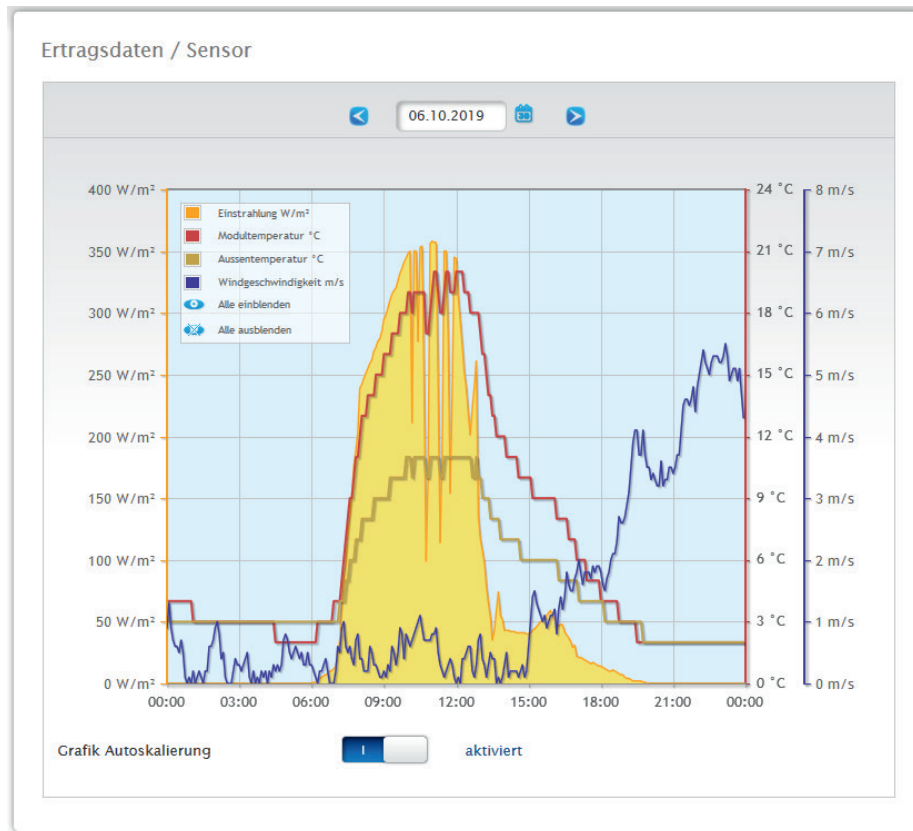 Ertragsdaten / Sensor
06.10.2019
30
400 W/m²
350 W/m²
300 W/m²
250 W/m²
200 W/m²
150 W/m²
100 W/m²
50 W/m²
0 W/m²
Einstrahlung W/m²
Modultemperatur °C
Aussentemperatur °C
Windgeschwindigkeit m/s
Alle einblenden
Alle ausblenden
24 °C
21 °C
18 °C
15 °C
12 °C
9 °C
6 °C
3 °C
0 °C
8 m/s
7 m/s
6 m/s
5 m/s
4 m/s
3 m/s
2 m/s
1 m/s
0 m/s
00:00 03:00 06:00 09:00 12:00 15:00 18:00 21:00 00:00
Grafik Autoskalierung I aktiviert